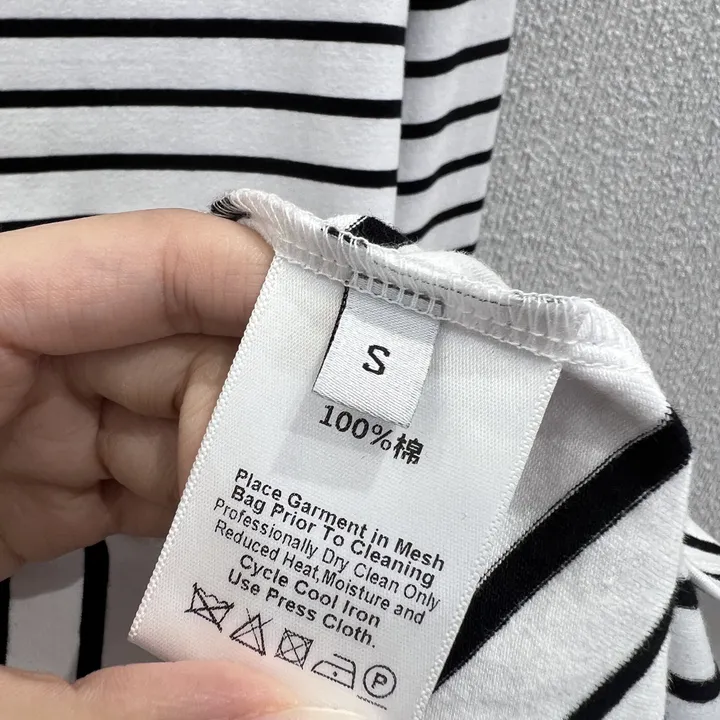 S
100%棉
Place Garment in Mesh
Bag Prior To Cleaning
Professionally Dry Clean Only
Reduced Heat,Moisture and
Cycle Cool Iron
Use Press Cloth.
P